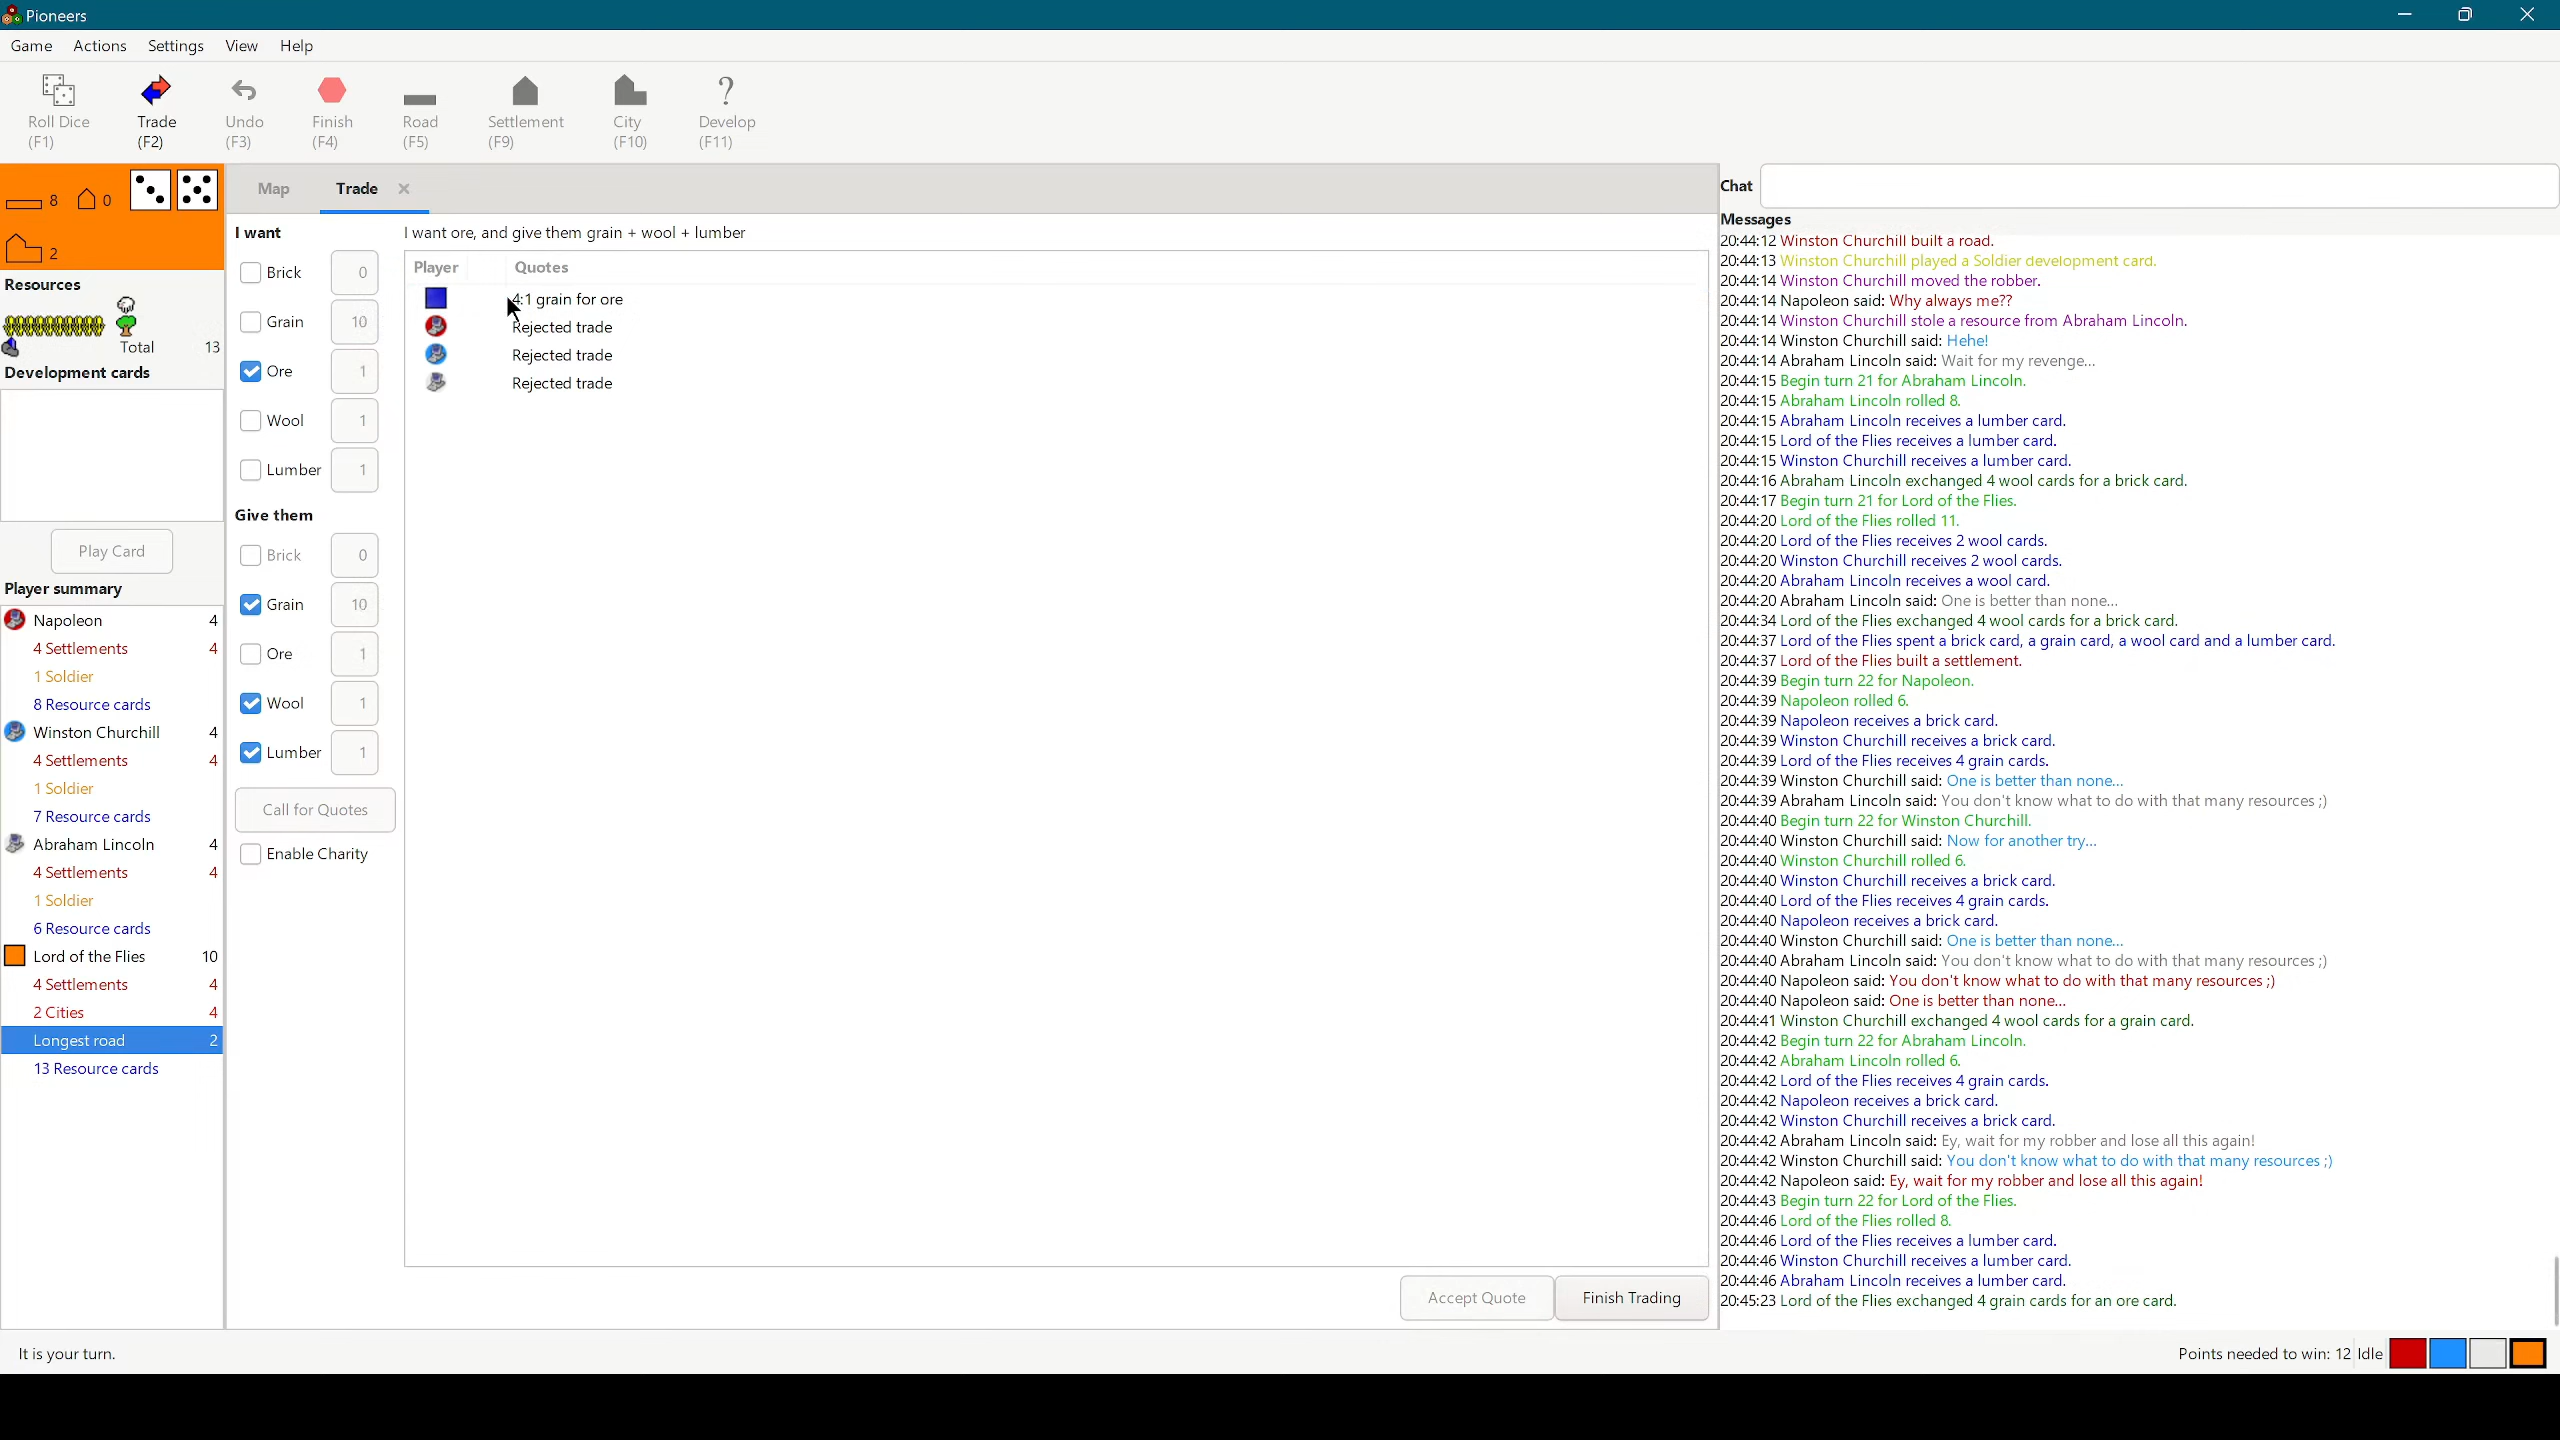 Pioneers
Game Actions Settings View Help
Roll Dice (F1)
Trade (F2)
Undo (F3)
Finish (F4)
Road (F5)
Settlement (F9)
City (F10)
Develop (F11)
8 0
2
Resources
Total 13
Development cards
Play Card
Player summary
Napoleon 4
4 Settlements 4
1 Soldier
8 Resource cards
Winston Churchill 4
4 Settlements 4
1 Soldier
7 Resource cards
Abraham Lincoln 4
4 Settlements 4
1 Soldier
6 Resource cards
Lord of the Flies 10
4 Settlements 4
2 Cities 4
Longest road 2
13 Resource cards
Map Trade
I want
Brick 0
Grain 10
Ore 1
Wool 1
Lumber 1
Give them
Brick 0
Grain 10
Ore 1
Wool 1
Lumber 1
Call for Quotes
Enable Charity
I want ore, and give them grain + wool + lumber
Player Quotes
4:1 grain for ore
Rejected trade
Rejected trade
Rejected trade
Accept Quote Finish Trading
Chat
Messages
20:44:12 Winston Churchill built a road.
20:44:13 Winston Churchill played a Soldier development card.
20:44:14 Winston Churchill moved the robber.
20:44:14 Napoleon said: Why always me??
20:44:14 Winston Churchill stole a resource from Abraham Lincoln.
20:44:14 Winston Churchill said: Hehe!
20:44:14 Abraham Lincoln said: Wait for my revenge...
20:44:15 Begin turn 21 for Abraham Lincoln.
20:44:15 Abraham Lincoln rolled 8.
20:44:15 Abraham Lincoln receives a lumber card.
20:44:15 Lord of the Flies receives a lumber card.
20:44:15 Winston Churchill receives a lumber card.
20:44:16 Abraham Lincoln exchanged 4 wool cards for a brick card.
20:44:17 Begin turn 21 for Lord of the Flies.
20:44:20 Lord of the Flies rolled 11.
20:44:20 Lord of the Flies receives 2 wool cards.
20:44:20 Winston Churchill receives 2 wool cards.
20:44:20 Abraham Lincoln receives a wool card.
20:44:20 Abraham Lincoln said: One is better than none...
20:44:34 Lord of the Flies exchanged 4 wool cards for a brick card.
20:44:37 Lord of the Flies spent a brick card, a grain card, a wool card and a lumber card.
20:44:37 Lord of the Flies built a settlement.
20:44:39 Begin turn 22 for Napoleon.
20:44:39 Napoleon rolled 6.
20:44:39 Napoleon receives a brick card.
20:44:39 Winston Churchill receives a brick card.
20:44:39 Lord of the Flies receives 4 grain cards.
20:44:39 Winston Churchill said: One is better than none...
20:44:39 Abraham Lincoln said: You don't know what to do with that many resources ;)
20:44:40 Begin turn 22 for Winston Churchill.
20:44:40 Winston Churchill said: Now for another try...
20:44:40 Winston Churchill rolled 6.
20:44:40 Winston Churchill receives a brick card.
20:44:40 Lord of the Flies receives 4 grain cards.
20:44:40 Napoleon receives a brick card.
20:44:40 Winston Churchill said: One is better than none...
20:44:40 Abraham Lincoln said: You don't know what to do with that many resources ;)
20:44:40 Napoleon said: You don't know what to do with that many resources ;)
20:44:40 Napoleon said: One is better than none...
20:44:41 Winston Churchill exchanged 4 wool cards for a grain card.
20:44:42 Begin turn 22 for Abraham Lincoln.
20:44:42 Abraham Lincoln rolled 6.
20:44:42 Lord of the Flies receives 4 grain cards.
20:44:42 Napoleon receives a brick card.
20:44:42 Winston Churchill receives a brick card.
20:44:42 Abraham Lincoln said: Ey, wait for my robber and lose all this again!
20:44:42 Winston Churchill said: You don't know what to do with that many resources ;)
20:44:42 Napoleon said: Ey, wait for my robber and lose all this again!
20:44:43 Begin turn 22 for Lord of the Flies.
20:44:46 Lord of the Flies rolled 8.
20:44:46 Lord of the Flies receives a lumber card.
20:44:46 Winston Churchill receives a lumber card.
20:44:46 Abraham Lincoln receives a lumber card.
20:45:23 Lord of the Flies exchanged 4 grain cards for an ore card.
It is your turn.
Points needed to win: 12 Idle